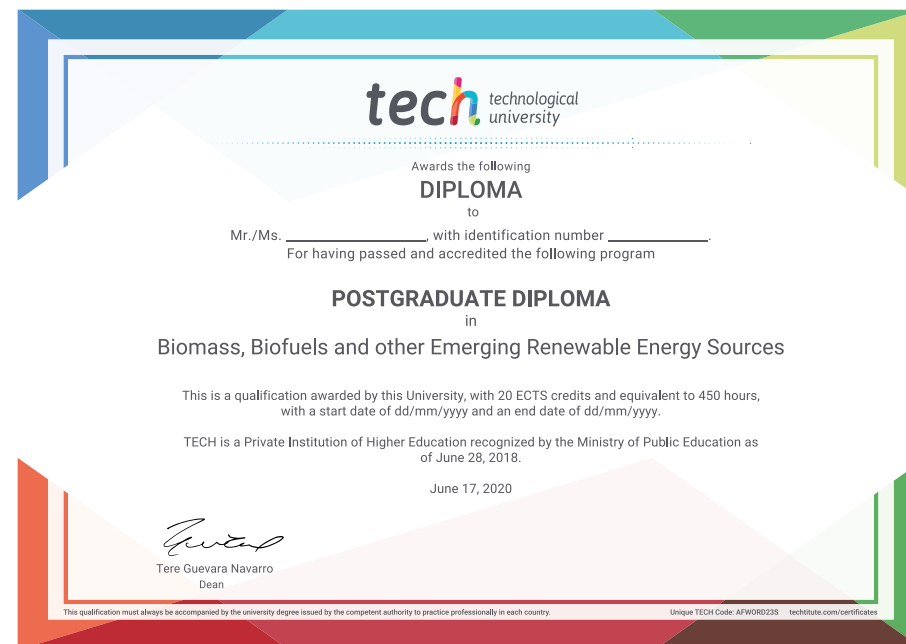 tech technological
university
Awards the following
DIPLOMA
to
Mr./Ms. ____________________, with identification number ______________.
For having passed and accredited the following program
POSTGRADUATE DIPLOMA
in
Biomass, Biofuels and other Emerging Renewable Energy Sources
This is a qualification awarded by this University, with 20 ECTS credits and equivalent to 450 hours,
with a start date of dd/mm/yyyy and an end date of dd/mm/yyyy.
TECH is a Private Institution of Higher Education recognized by the Ministry of Public Education as
of June 28, 2018.
June 17, 2020
Tere Guevara Navarro
Dean
This qualification must always be accompanied by the university degree issued by the competent authority to practice professionally in each country.
Unique TECH Code: AFWORD23S techtitute.com/certificates